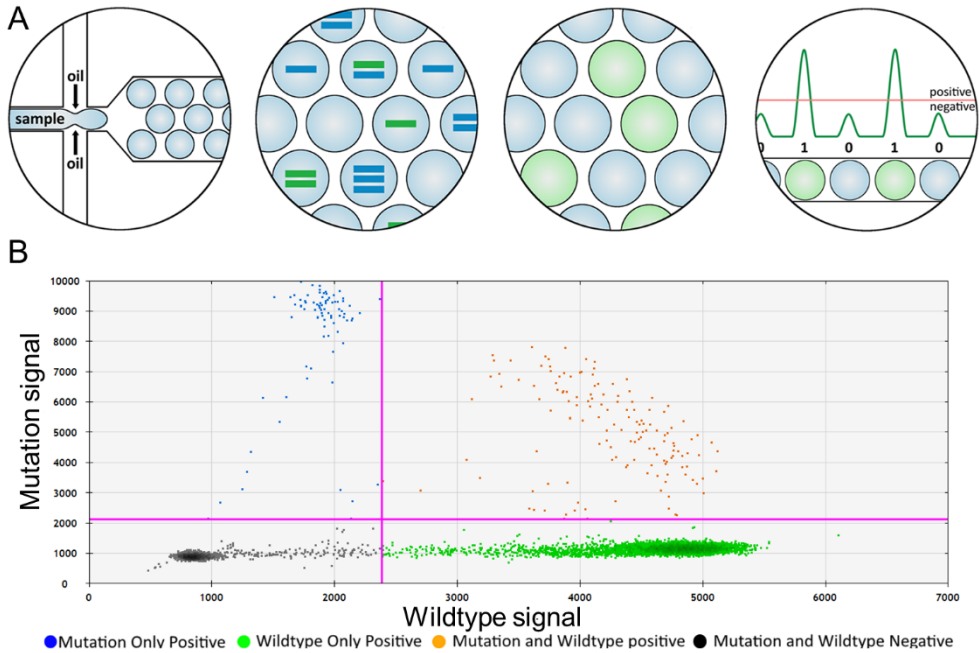 A
oil
sample
oil
positive
negative
0 1 0 1 0
B
Mutation signal
10000
9000
8000
7000
6000
5000
4000
3000
2000
1000
0
0 1000 2000 3000 4000 5000 6000 7000
Wildtype signal
Mutation Only Positive Wildtype Only Positive Mutation and Wildtype positive Mutation and Wildtype Negative